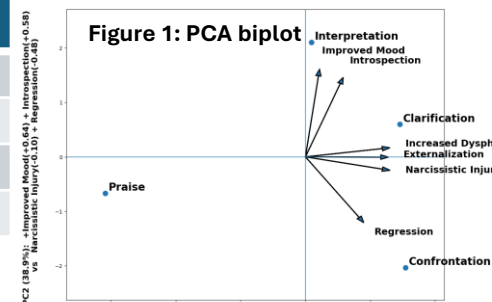 Figure 1: PCA biplot
PC2 (38.9%): +Improved Mood(+0.64) + Introspection(+0.58)
vs Narcissistic Injury(-0.10) + Regression(-0.48)
2
1
0
−1
−2
Interpretation
Improved Mood
Introspection
Clarification
Increased Dysph
Externalization
Narcissistic Injur
Praise
Regression
Confrontation